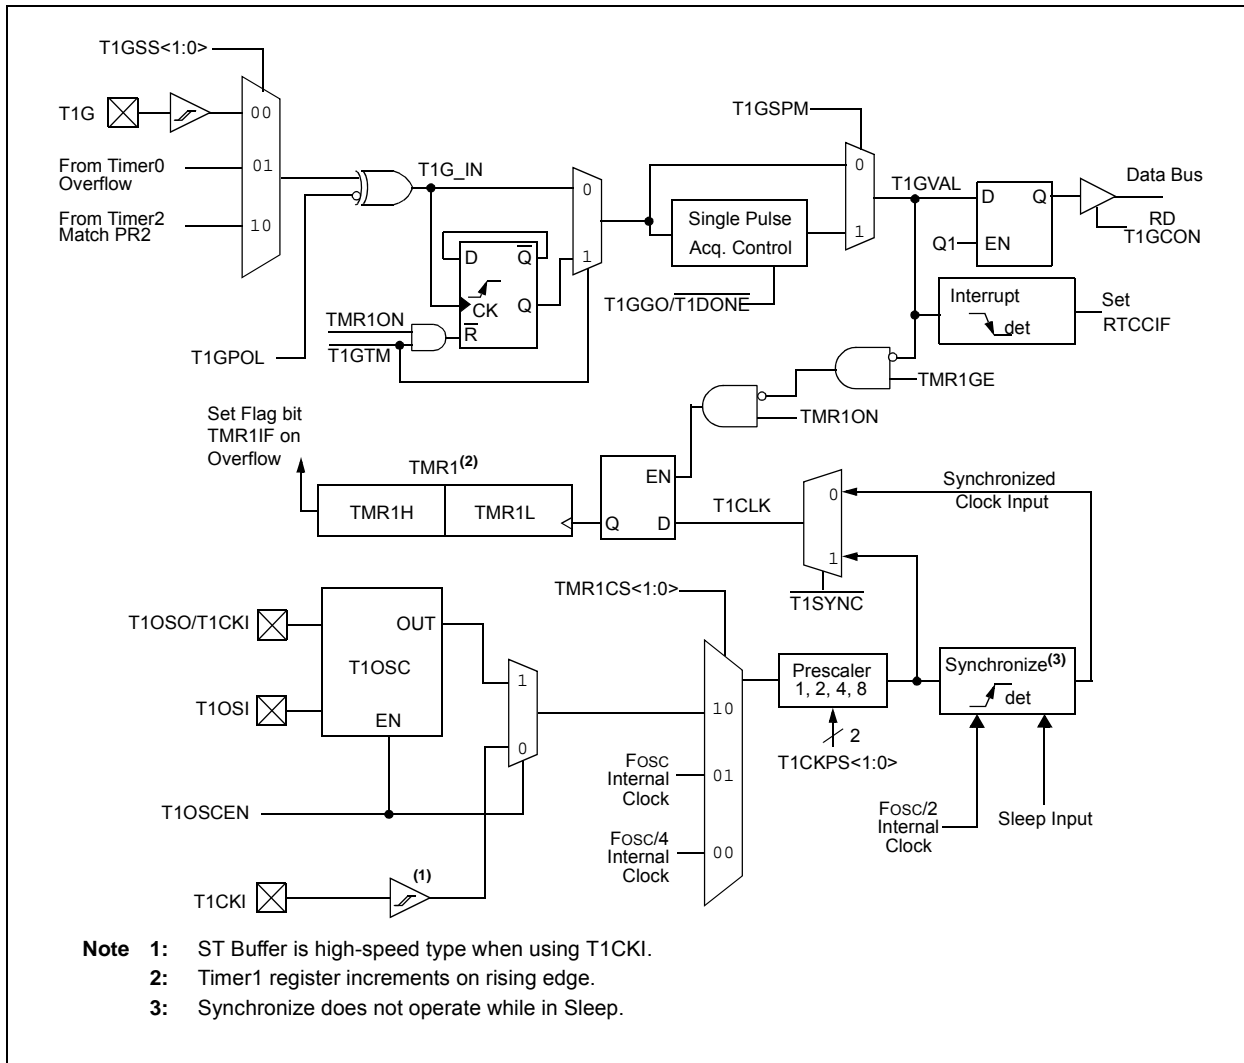 T1GSS<1:0>
T1G
00
From Timer0
Overflow
01
From Timer2
Match PR2
10
T1GPOL
T1G_IN
0
1
D
Q̅
CK
Q
R̅
TMR1ON
T1GTM
T1GSPM
0
1
Single Pulse
Acq. Control
T1GGO/T̅1̅D̅O̅N̅E̅
T1GVAL
D
Q
Q1
EN
Data Bus
RD
T1GCON
Interrupt
det
Set
RTCCIF
TMR1GE
TMR1ON
Set Flag bit
TMR1IF on
Overflow
TMR1(2)
TMR1H
TMR1L
EN
Q
D
T1CLK
0
1
T̅1̅S̅Y̅N̅C̅
Synchronized
Clock Input
T1OSO/T1CKI
T1OSI
OUT
T1OSC
EN
T1OSCEN
T1CKI
(1)
1
0
TMR1CS<1:0>
10
FOSC
Internal
Clock
01
FOSC/4
Internal
Clock
00
Prescaler
1, 2, 4, 8
2
T1CKPS<1:0>
Synchronize(3)
det
FOSC/2
Internal
Clock
Sleep Input
Note 1: ST Buffer is high-speed type when using T1CKI.
2: Timer1 register increments on rising edge.
3: Synchronize does not operate while in Sleep.